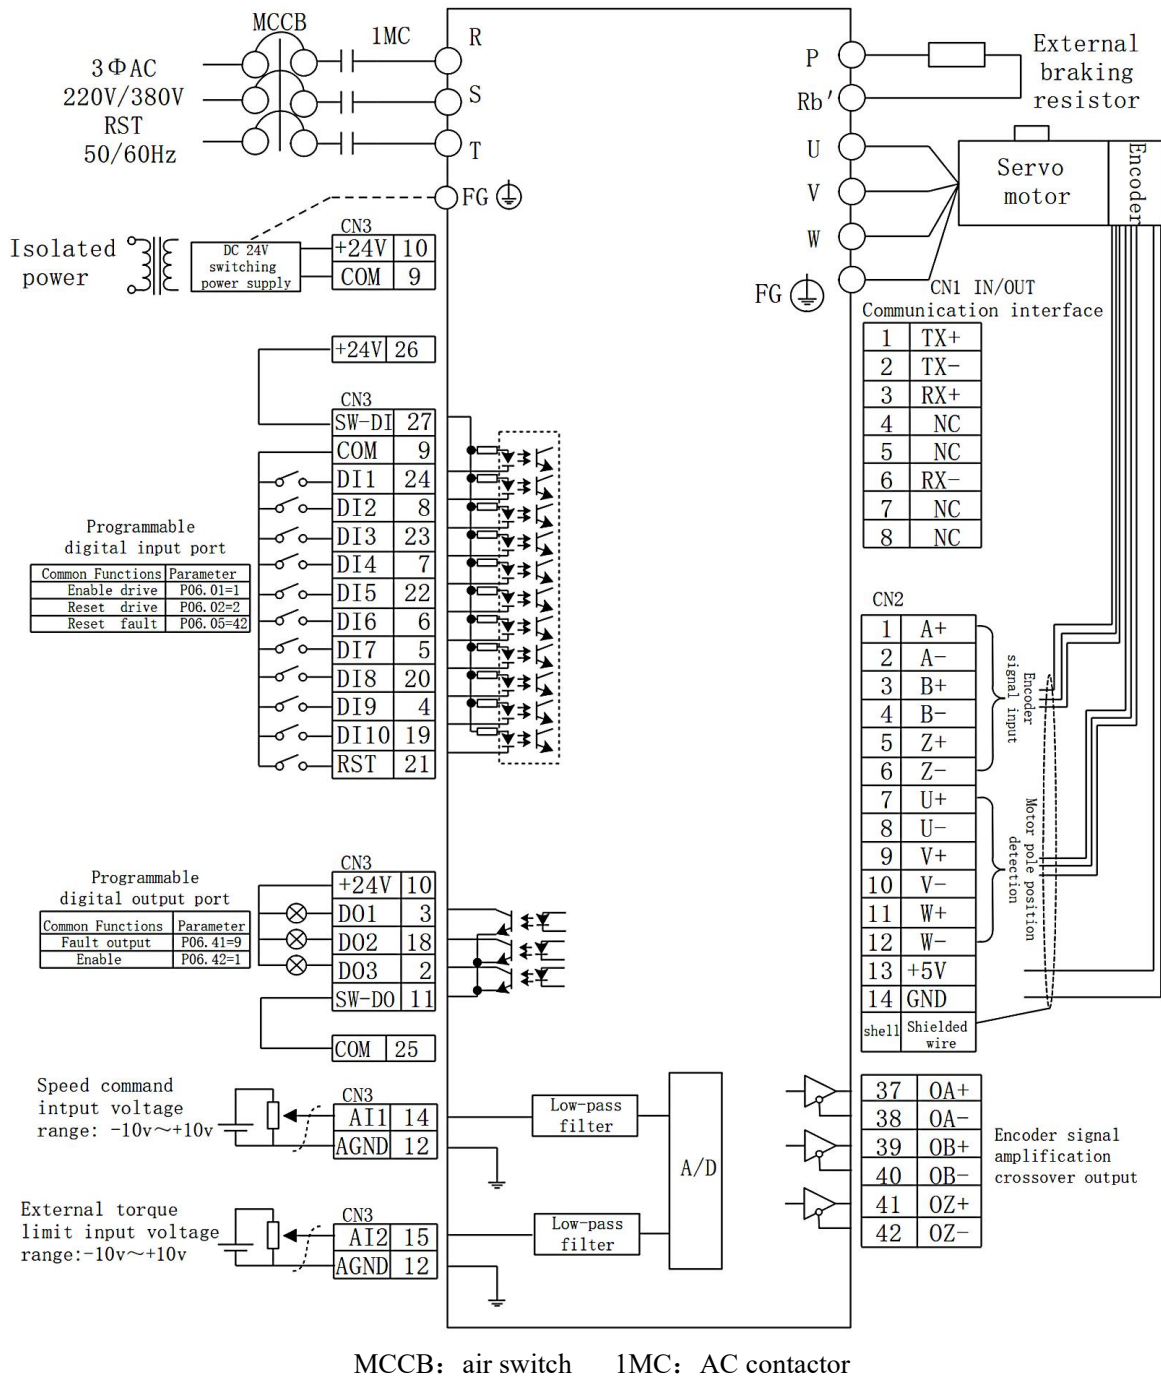 MCCB
1MC
3ΦAC
220V/380V
RST
50/60Hz
R
S
T
FG
Isolated
power
DC 24V
switching
power supply
CN3
+24V 10
COM 9
+24V 26
CN3
SW-DI 27
COM 9
DI1 24
DI2 8
DI3 23
DI4 7
DI5 22
DI6 6
DI7 5
DI8 20
DI9 4
DI10 19
RST 21
Programmable
digital input port
Common Functions Parameter
Enable drive P06.01=1
Reset drive P06.02=2
Reset fault P06.05=42
Programmable
digital output port
Common Functions Parameter
Fault output P06.41=9
Enable P06.42=1
CN3
+24V 10
DO1 3
DO2 18
DO3 2
SW-DO 11
COM 25
Speed command
intput voltage
range: -10v～+10v
CN3
AI1 14
AGND 12
External torque
limit input voltage
range:-10v～+10v
CN3
AI2 15
AGND 12
Low-pass
filter
Low-pass
filter
A/D
P
Rb'
U
V
W
FG
External
braking
resistor
Servo
motor
Encoder
CN1 IN/OUT
Communication interface
1 TX+
2 TX-
3 RX+
4 NC
5 NC
6 RX-
7 NC
8 NC
CN2
1 A+
2 A-
3 B+
4 B-
5 Z+
6 Z-
7 U+
8 U-
9 V+
10 V-
11 W+
12 W-
13 +5V
14 GND
shell Shielded
wire
Encoder
signal input
Motor pole position
detection
37 OA+
38 OA-
39 OB+
40 OB-
41 OZ+
42 OZ-
Encoder signal
amplification
crossover output
MCCB：air switch 1MC：AC contactor